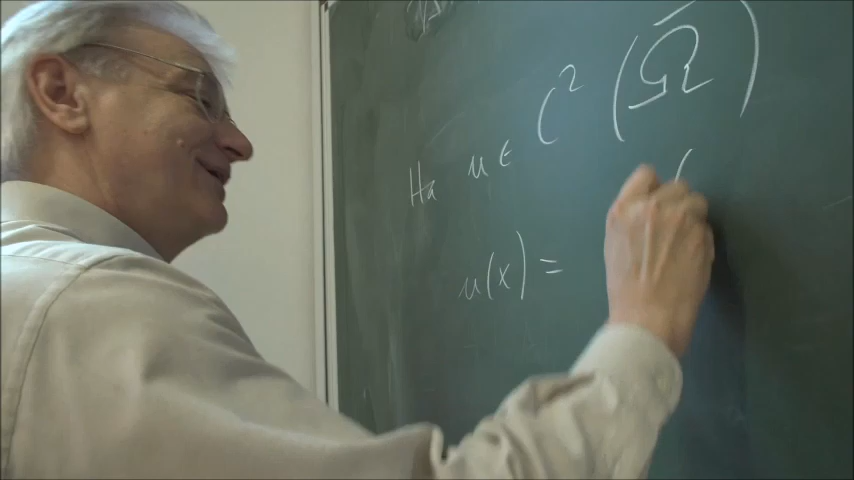 Ha u ∈ C² (Ω̅)
u(x) = (